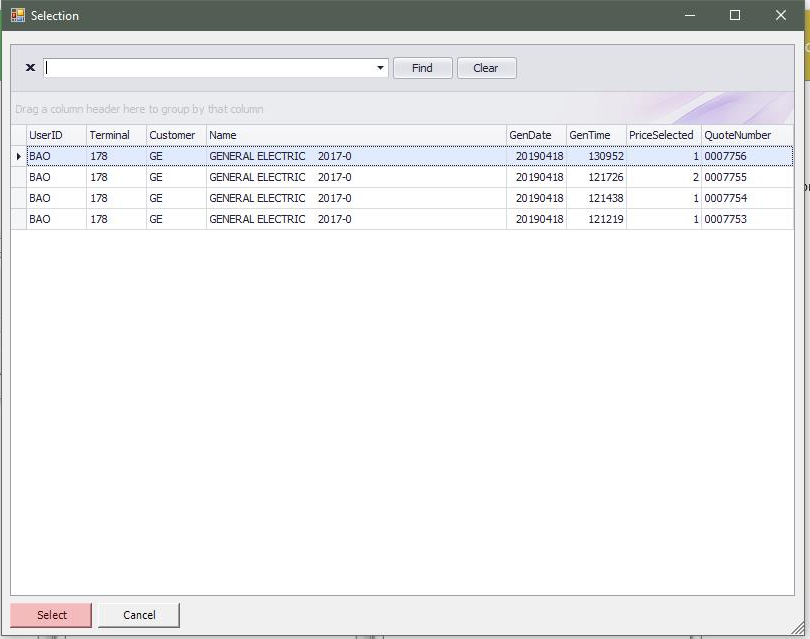 Selection
Find Clear
Drag a column header here to group by that column
UserID Terminal Customer Name GenDate GenTime PriceSelected QuoteNumber
BAO 178 GE GENERAL ELECTRIC 2017-0 20190418 130952 1 0007756
BAO 178 GE GENERAL ELECTRIC 2017-0 20190418 121726 2 0007755
BAO 178 GE GENERAL ELECTRIC 2017-0 20190418 121438 1 0007754
BAO 178 GE GENERAL ELECTRIC 2017-0 20190418 121219 1 0007753
Select Cancel